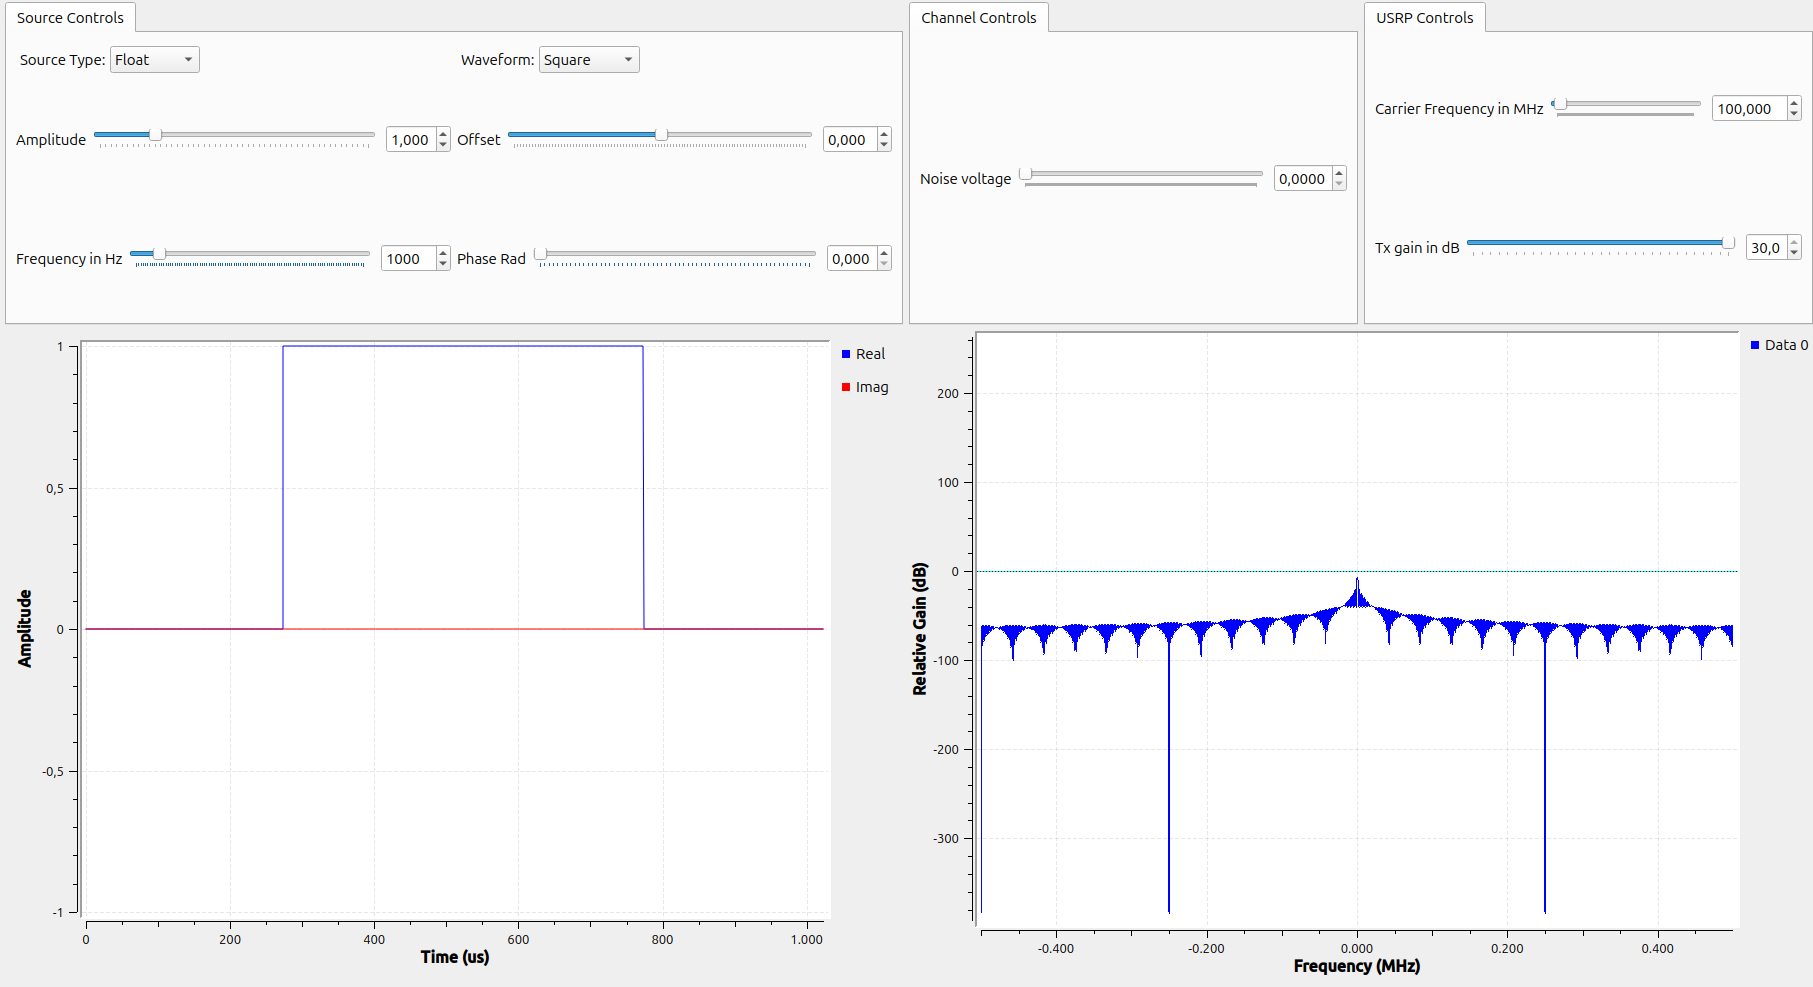 Source Controls
Source Type: Float
Waveform: Square
Amplitude 1,000
Offset 0,000
Frequency in Hz 1000
Phase Rad 0,000
Channel Controls
Noise voltage 0,0000
USRP Controls
Carrier Frequency in MHz 100,000
Tx gain in dB 30,0
1
0,5
0
-0,5
-1
Amplitude
0 200 400 600 800 1.000
Time (us)
Real
Imag
200
100
0
-100
-200
-300
Relative Gain (dB)
-0.400 -0.200 0.000 0.200 0.400
Frequency (MHz)
Data 0